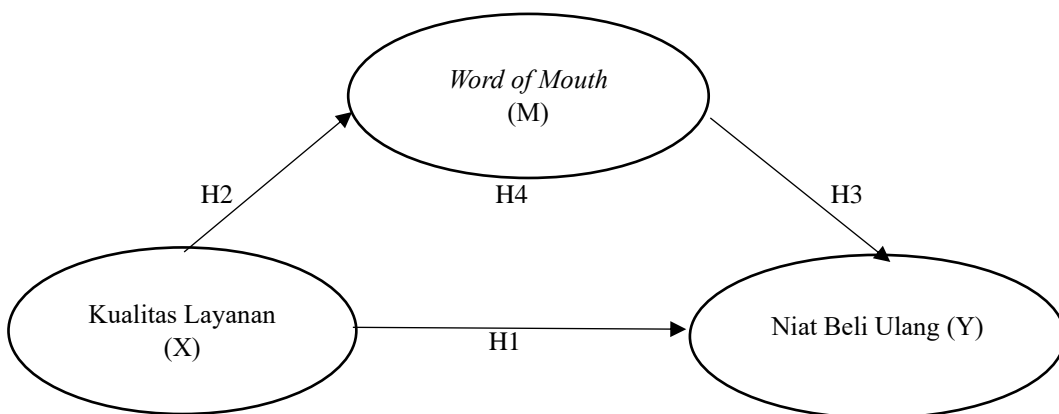 Word of Mouth
(M)
H2
H4
H3
Kualitas Layanan
(X)
H1
Niat Beli Ulang (Y)